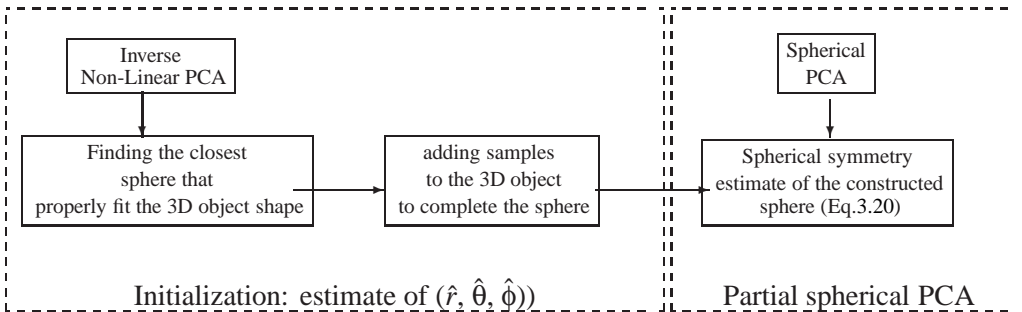 Inverse
Non-Linear PCA
Finding the closest
sphere that
properly fit the 3D object shape
adding samples
to the 3D object
to complete the sphere
Initialization: estimate of (r̂, θ̂, ϕ̂))
Spherical
PCA
Spherical symmetry
estimate of the constructed
sphere (Eq.3.20)
Partial spherical PCA